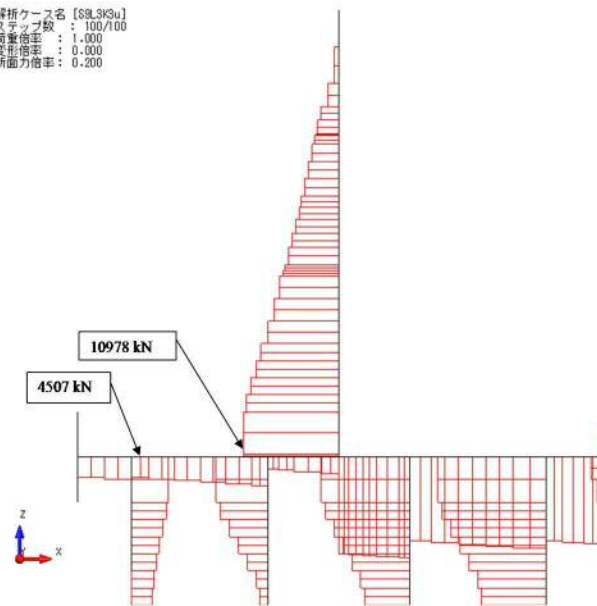 解析ケース名 [S9L3K3u]
ステップ数 : 100/100
荷重倍率 : 1.000
変形倍率 : 0.000
断面力倍率 : 0.200
10978 kN
4507 kN
Z
Y X